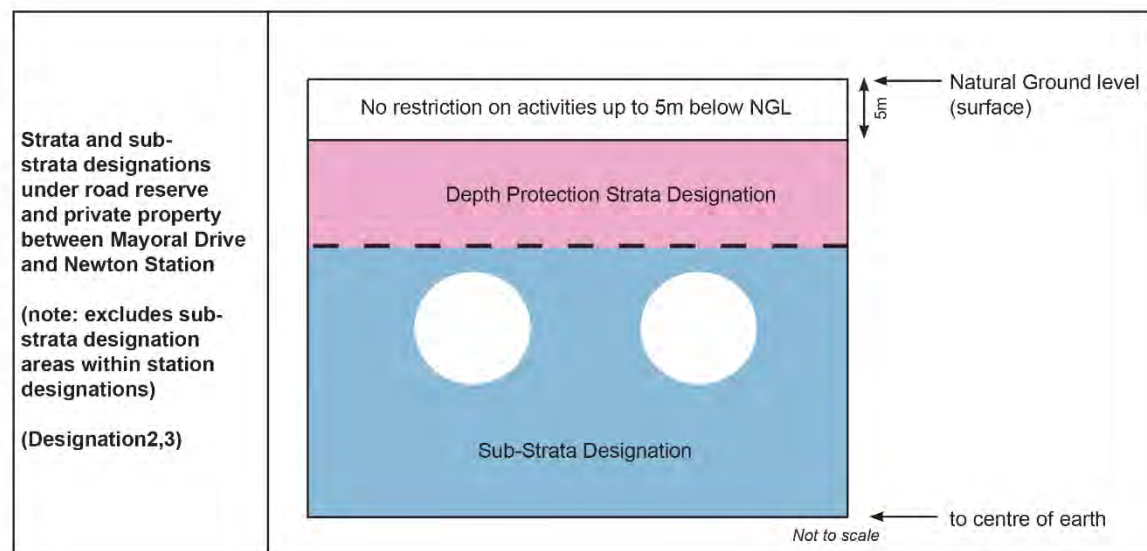 Strata and sub-
strata designations
under road reserve
and private property
between Mayoral Drive
and Newton Station
(note: excludes sub-
strata designation
areas within station
designations)
(Designation2,3)
No restriction on activities up to 5m below NGL
5m
Natural Ground level
(surface)
Depth Protection Strata Designation
Sub-Strata Designation
to centre of earth
Not to scale